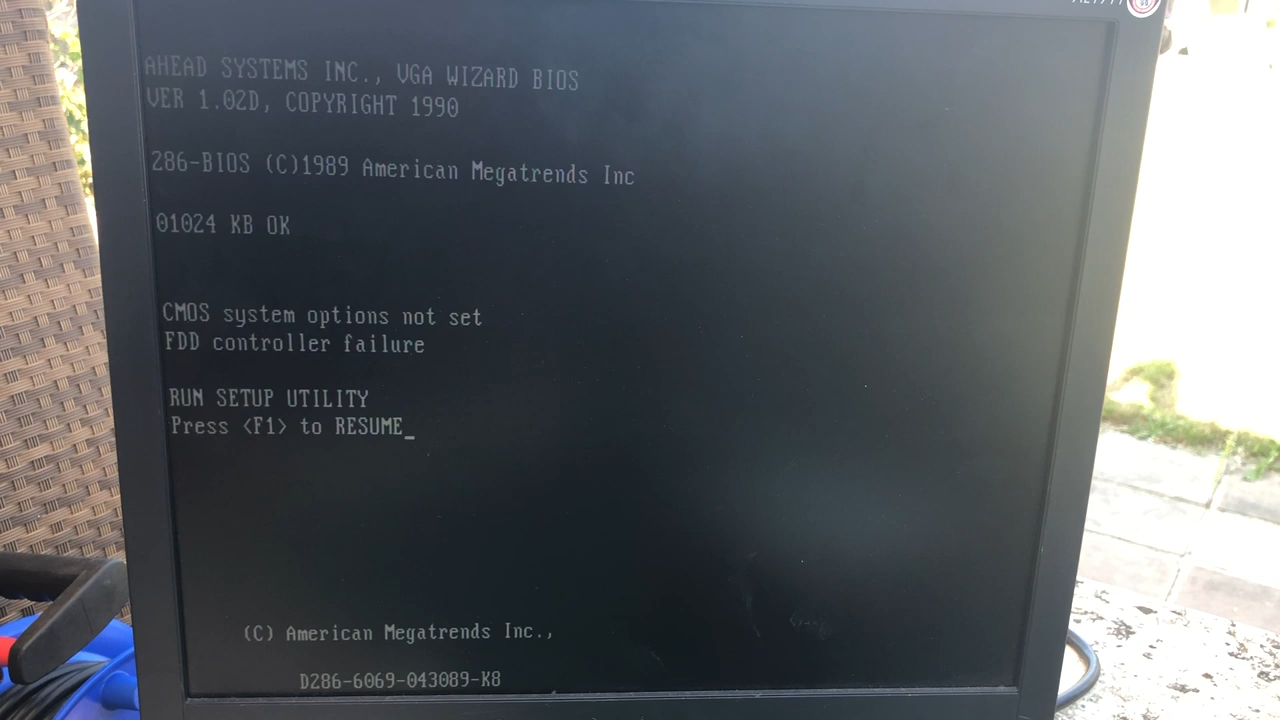 AHEAD SYSTEMS INC., VGA WIZARD BIOS
VER 1.02D, COPYRIGHT 1990
286-BIOS (C)1989 American Megatrends Inc
01024 KB OK
CMOS system options not set
FDD controller failure
RUN SETUP UTILITY
Press <F1> to RESUME_
(C) American Megatrends Inc.,
D286-6069-043089-K8